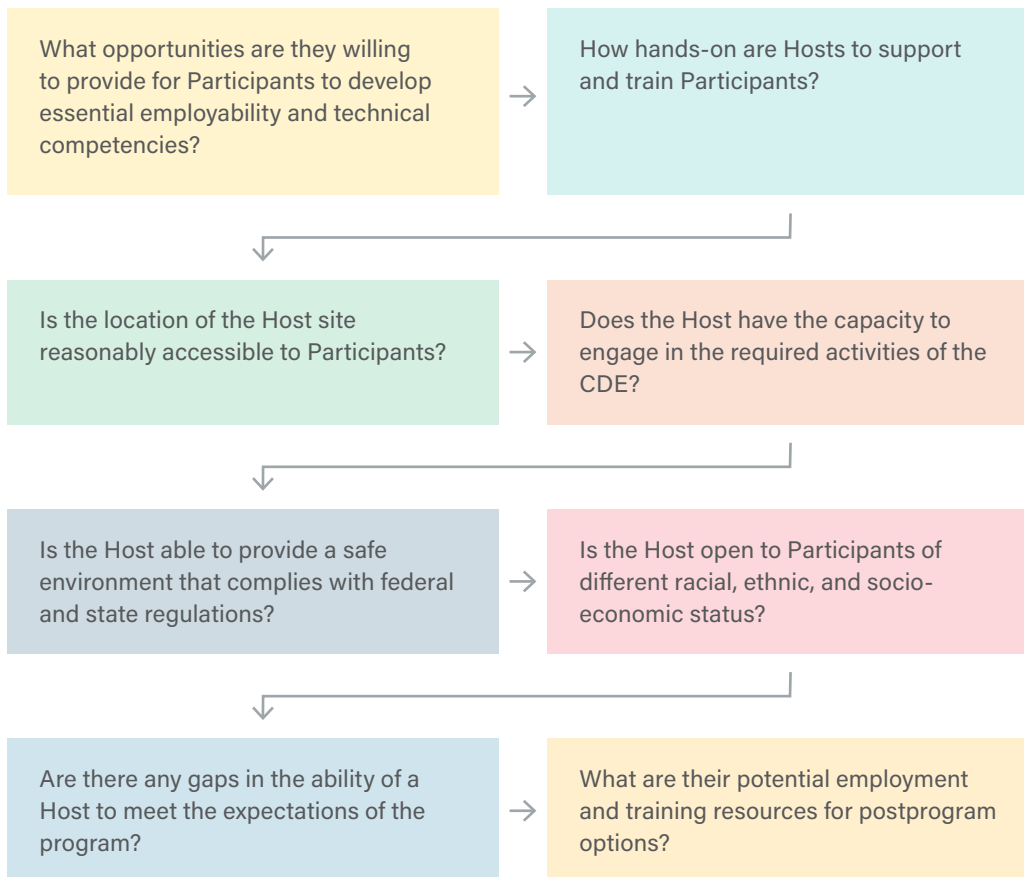 What opportunities are they willing
to provide for Participants to develop
essential employability and technical
competencies?
How hands-on are Hosts to support
and train Participants?
Is the location of the Host site
reasonably accessible to Participants?
Does the Host have the capacity to
engage in the required activities of the
CDE?
Is the Host able to provide a safe
environment that complies with federal
and state regulations?
Is the Host open to Participants of
different racial, ethnic, and socio-
economic status?
Are there any gaps in the ability of a
Host to meet the expectations of the
program?
What are their potential employment
and training resources for postprogram
options?